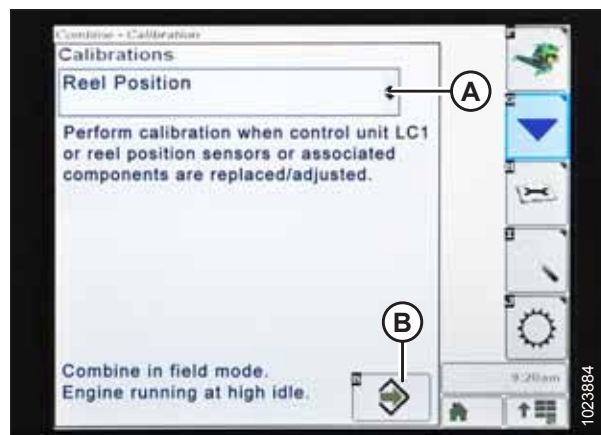 Combine - Calibration
Calibrations
Reel Position
A
Perform calibration when control unit LC1
or reel position sensors or associated
components are replaced/adjusted.
B
Combine in field mode.
Engine running at high idle.
9:20am
1023884